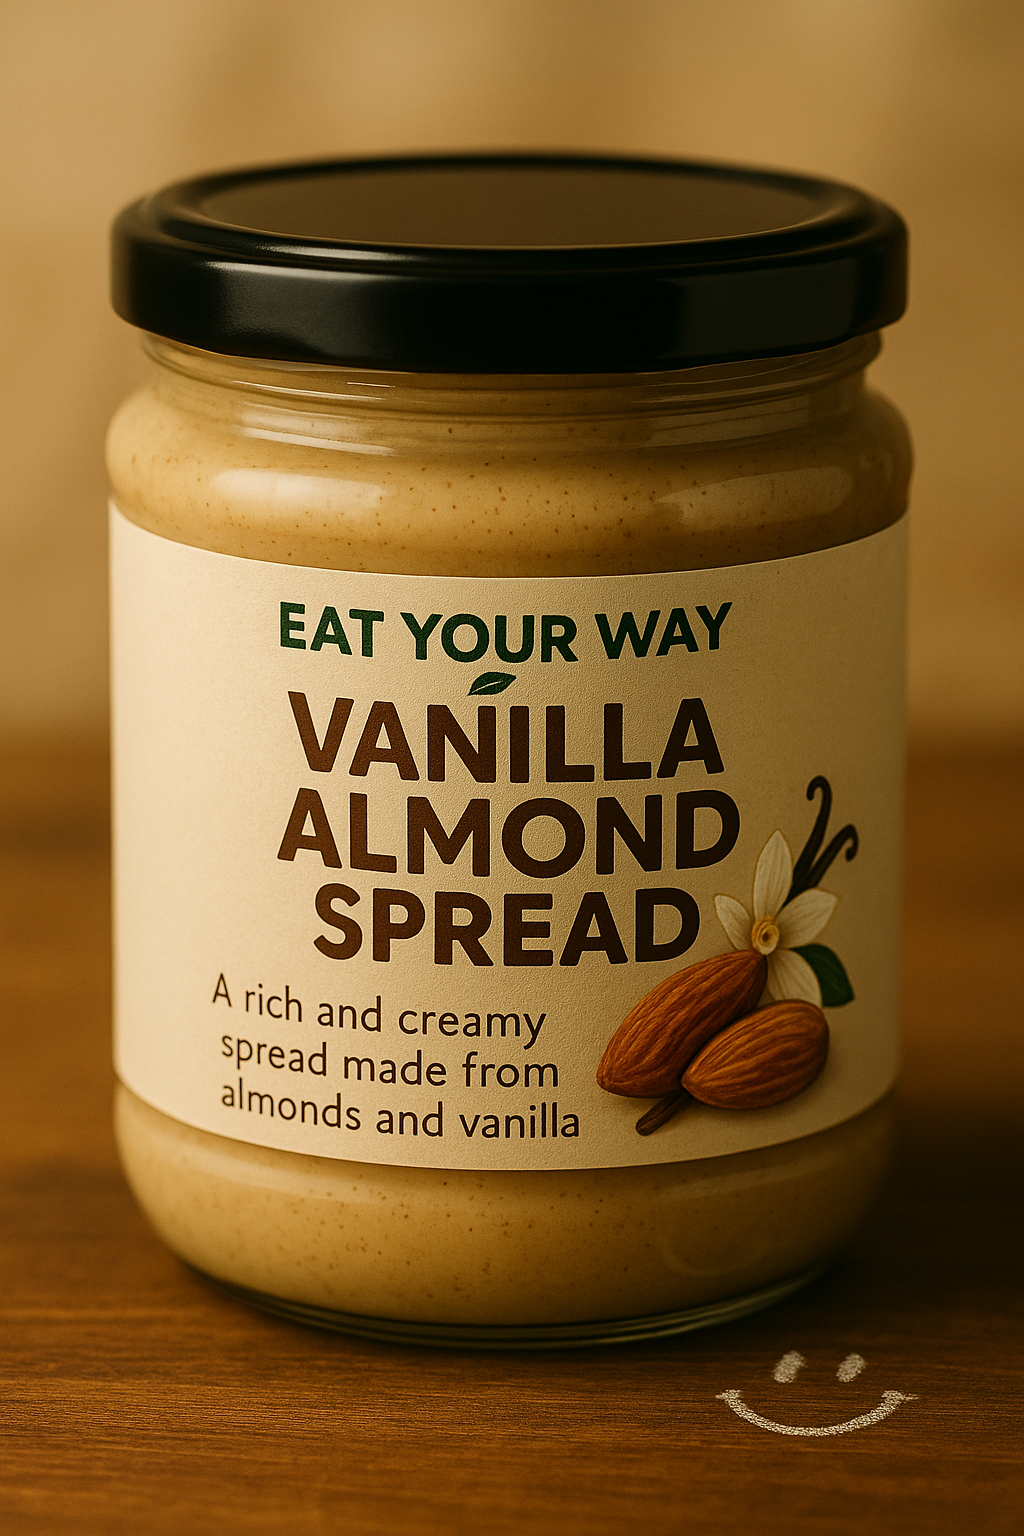 EAT YOUR WAY
VANILLA
ALMOND
SPREAD
A rich and creamy
spread made from
almonds and vanilla